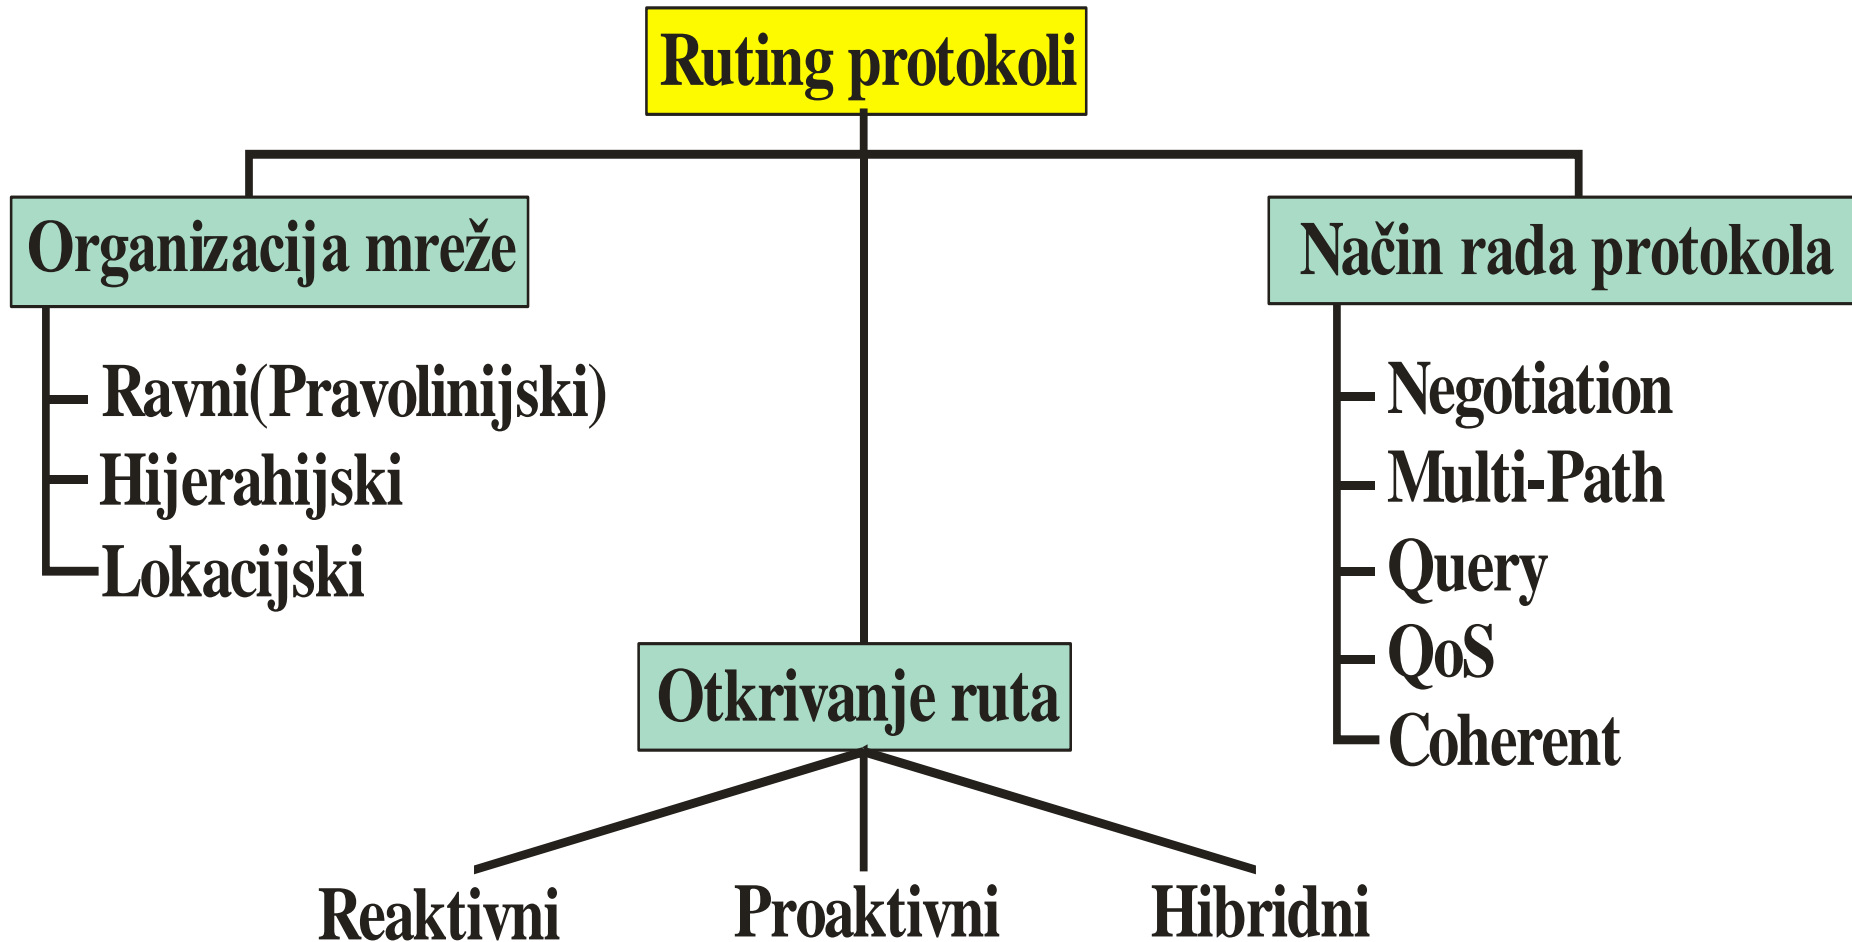 Ruting protokoli
Organizacija mreže
Ravni(Pravolinijski)
Hijerahijski
Lokacijski
Otkrivanje ruta
Reaktivni
Proaktivni
Hibridni
Način rada protokola
Negotiation
Multi-Path
Query
QoS
Coherent